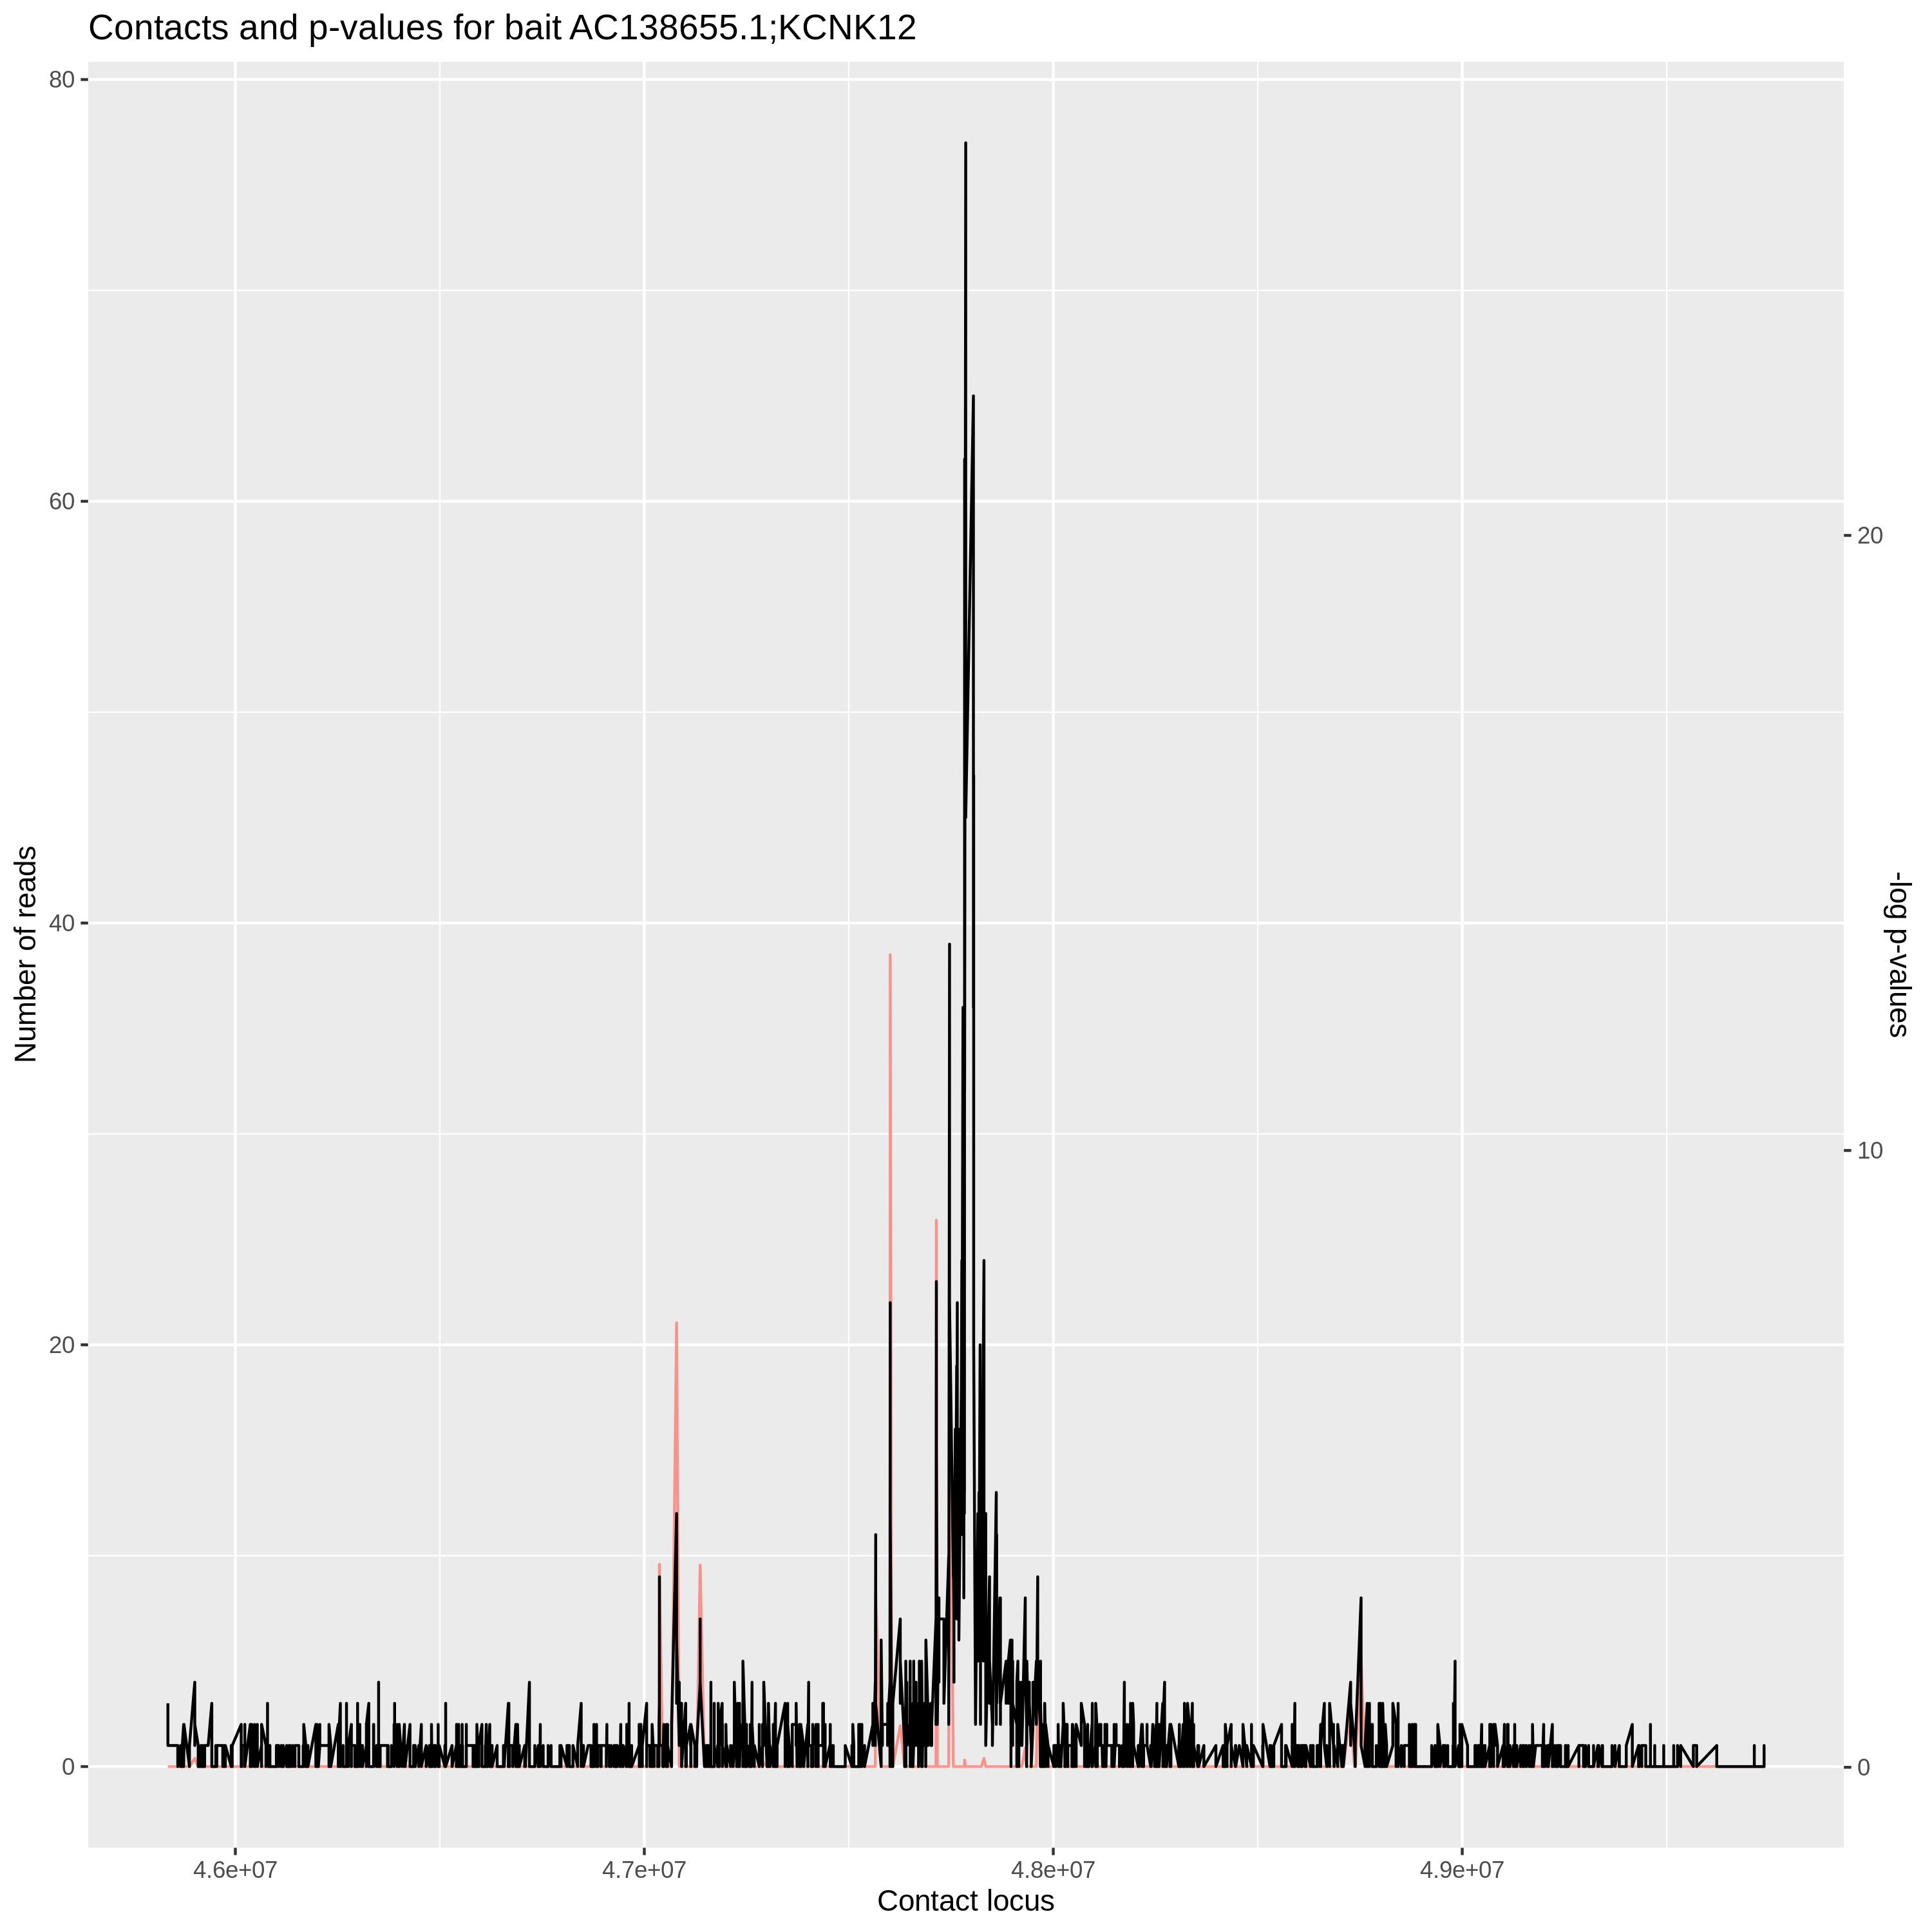 Contacts and p-values for bait AC138655.1;KCNK12
80
60
40
20
0
Number of reads
20
10
0
-log p-values
4.6e+07
4.7e+07
4.8e+07
4.9e+07
Contact locus